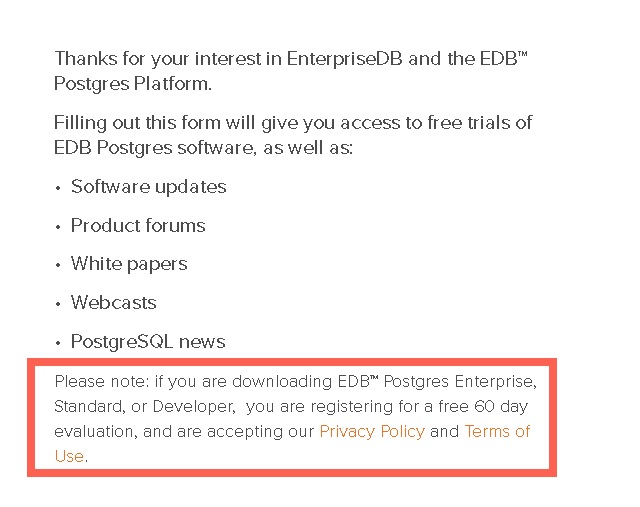 Thanks for your interest in EnterpriseDB and the EDB™
Postgres Platform.
Filling out this form will give you access to free trials of
EDB Postgres software, as well as:
• Software updates
• Product forums
• White papers
• Webcasts
• PostgreSQL news
Please note: if you are downloading EDB™ Postgres Enterprise,
Standard, or Developer,  you are registering for a free 60 day
evaluation, and are accepting our Privacy Policy and Terms of
Use.